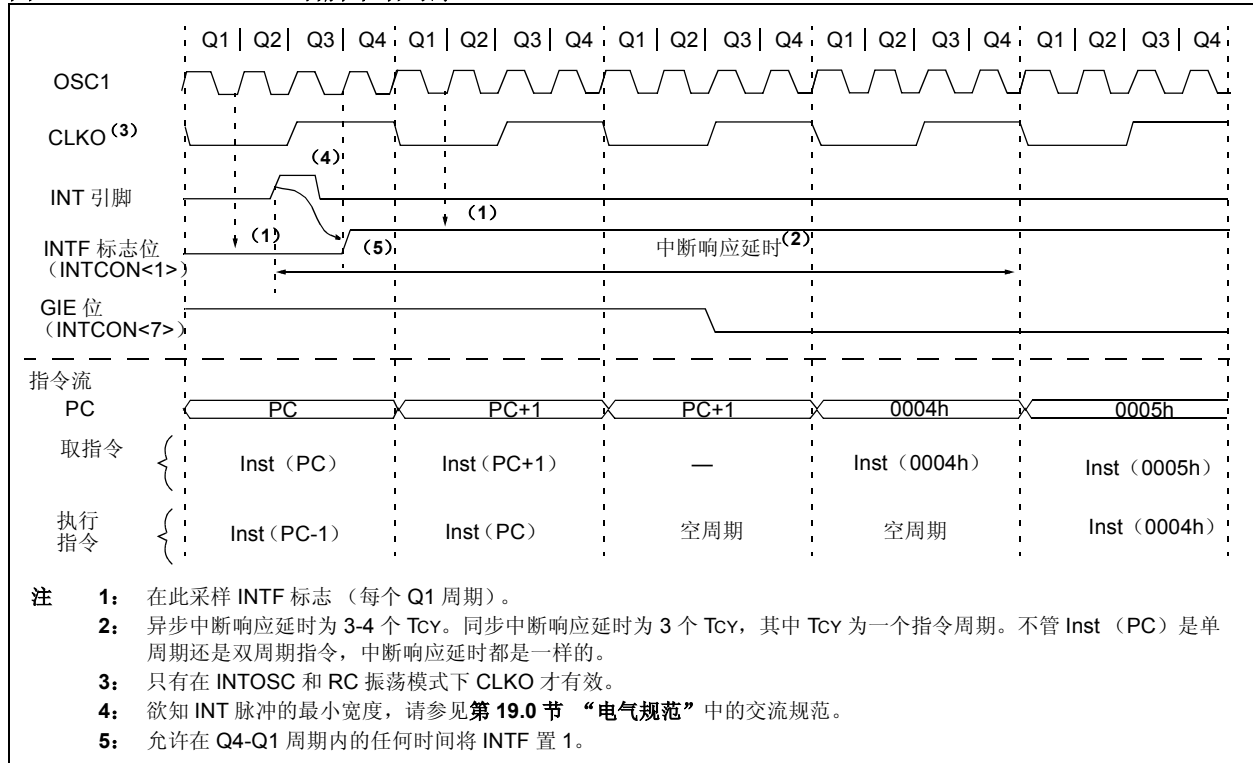 Q1 | Q2 | Q3 | Q4 Q1 | Q2 | Q3 | Q4 Q1 | Q2 | Q3 | Q4 Q1 | Q2 | Q3 | Q4 Q1 | Q2 | Q3 | Q4
OSC1
CLKO（3）
（4）
INT 引脚
（1）
（1）
（5）
INTF 标志位
（INTCON<1>）
中断响应延时（2）
GIE 位
（INTCON<7>）
指令流
PC PC PC+1 PC+1 0004h 0005h
取指令 Inst（PC） Inst（PC+1） — Inst（0004h） Inst（0005h）
执行
指令 Inst（PC-1） Inst（PC） 空周期 空周期 Inst（0004h）
注 1： 在此采样 INTF 标志 （每个 Q1 周期）。
2： 异步中断响应延时为 3-4 个 TCY。同步中断响应延时为 3 个 TCY，其中 TCY 为一个指令周期。不管 Inst （PC）是单
周期还是双周期指令，中断响应延时都是一样的。
3： 只有在 INTOSC 和 RC 振荡模式下 CLKO 才有效。
4： 欲知 INT 脉冲的最小宽度，请参见第 19.0 节 “电气规范”中的交流规范。
5： 允许在 Q4-Q1 周期内的任何时间将 INTF 置 1。